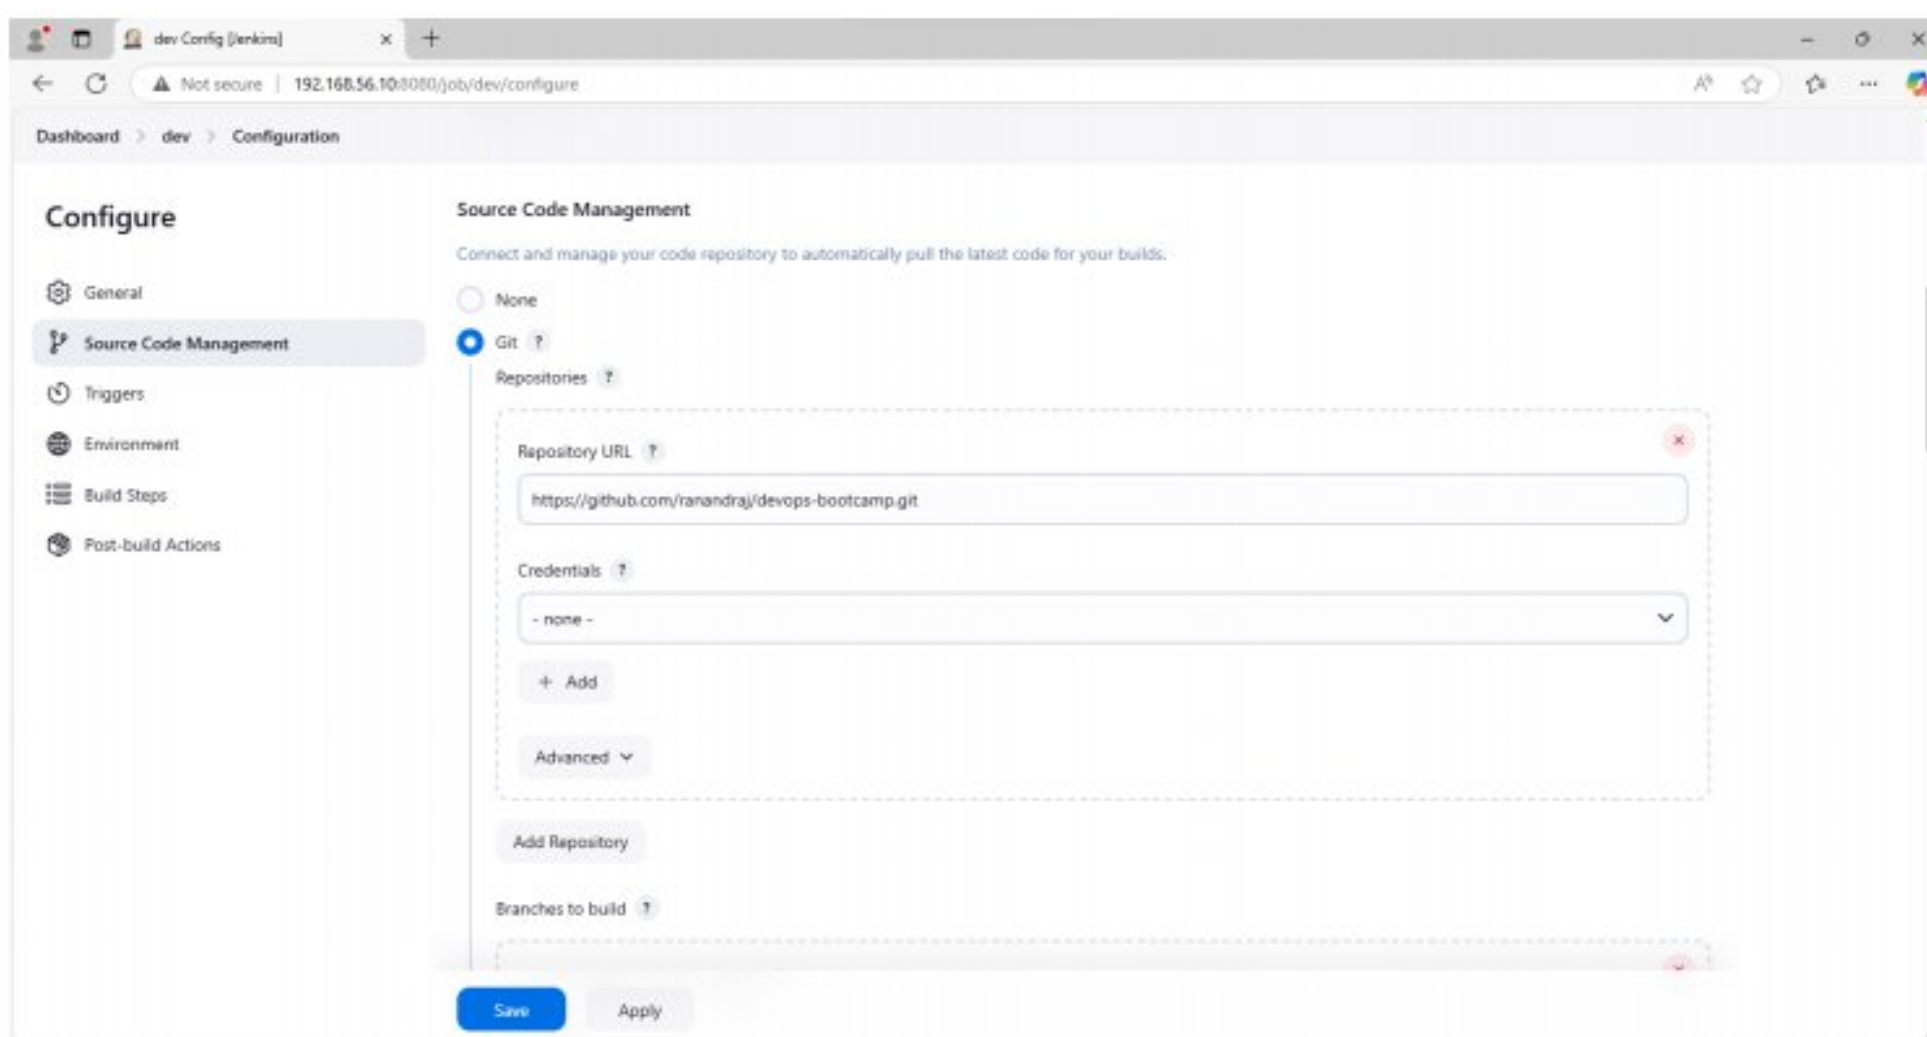 dev Config [Jenkins]
Not secure | 192.168.56.10:8080/job/dev/configure
Dashboard > dev > Configuration
Configure
General
Source Code Management
Triggers
Environment
Build Steps
Post-build Actions
Source Code Management
Connect and manage your code repository to automatically pull the latest code for your builds.
None
Git ?
Repositories ?
Repository URL ?
https://github.com/ranandraj/devops-bootcamp.git
Credentials ?
- none -
+ Add
Advanced
Add Repository
Branches to build ?
Save
Apply